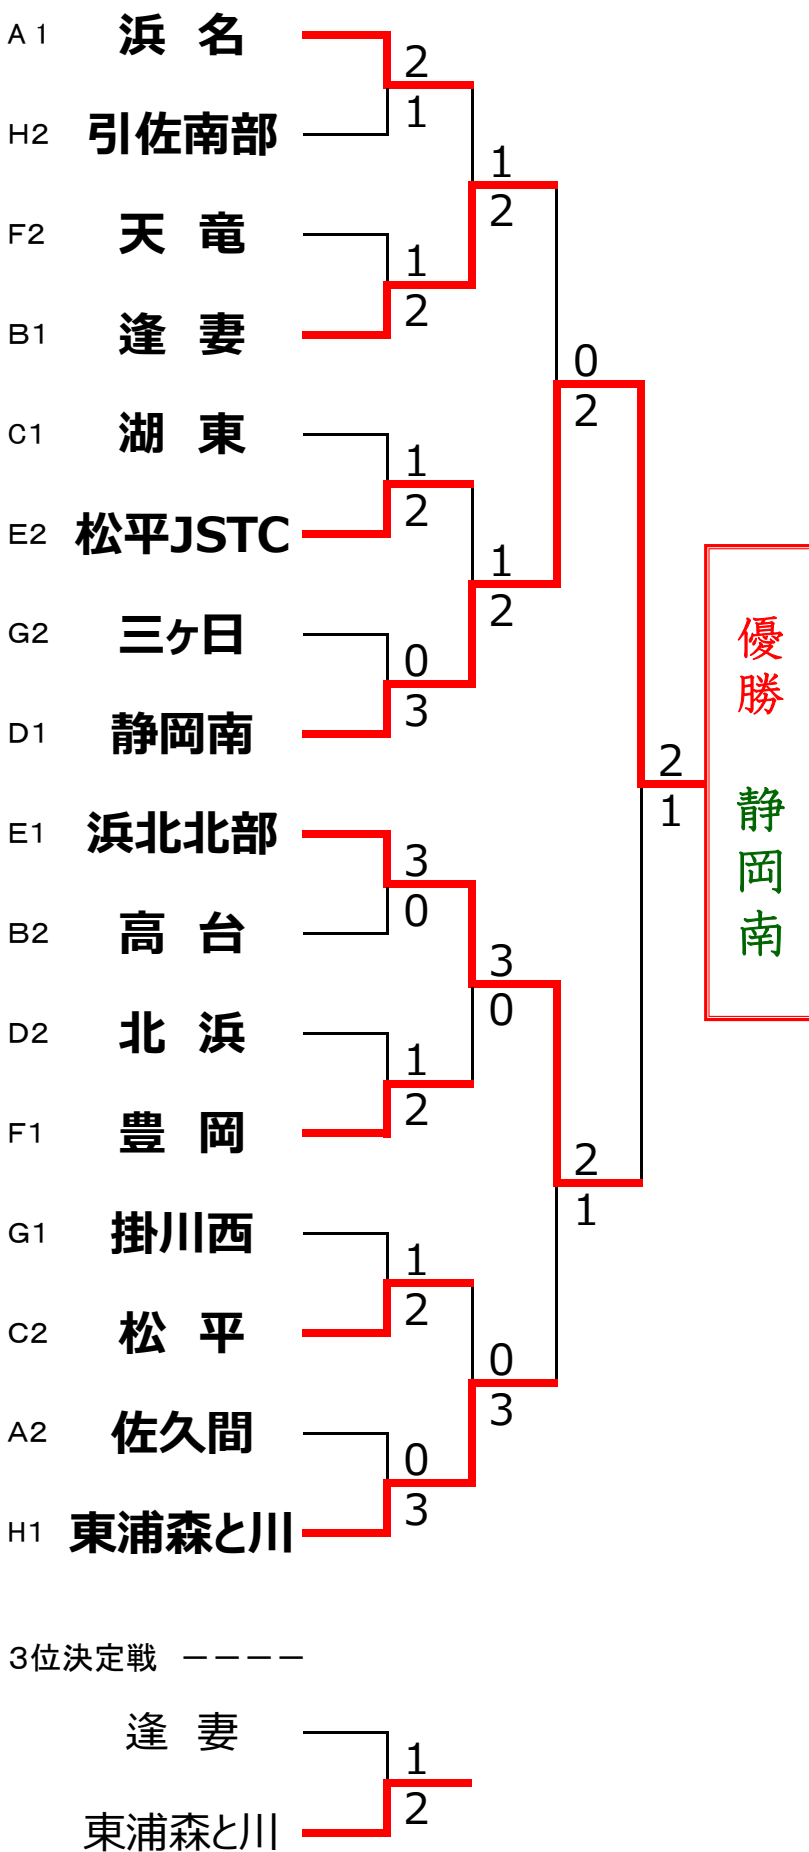 A1 浜 名
2
1
H2 引佐南部
1
2
F2 天 竜
1
2
B1 逢 妻
0
2
C1 湖 東
1
2
E2 松平JSTC
1
2
G2 三ヶ日
0
3
D1 静岡南
2
1
優勝 静岡南
E1 浜北北部
3
0
B2 高 台
3
0
D2 北 浜
1
2
F1 豊 岡
2
1
G1 掛川西
1
2
C2 松 平
0
3
A2 佐久間
0
3
H1 東浦森と川
3位決定戦 ーーーー
逢 妻
1
2
東浦森と川